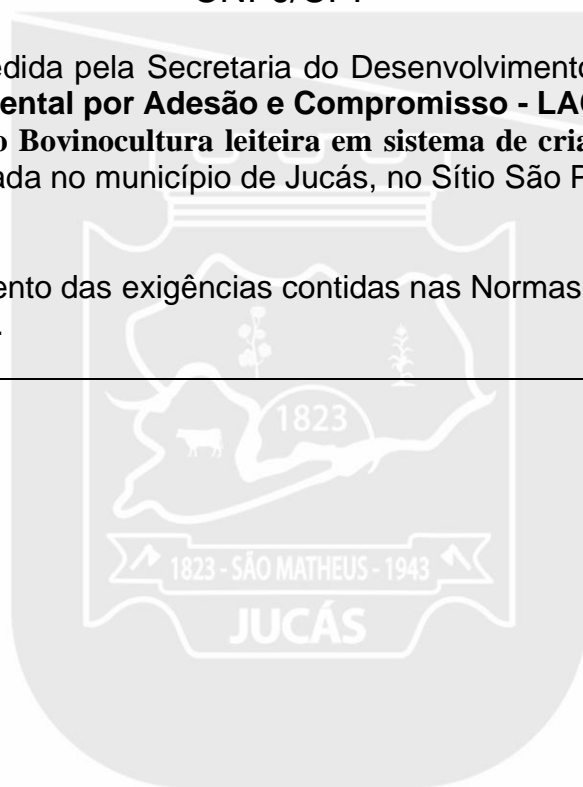 edida pela Secretaria do Desenvolvimento
ental por Adesão e Compromisso - LA
o Bovinocultura leiteira em sistema de cria
ada no município de Jucás, no Sítio São
ento das exigências contidas nas Normas
.
1823
1823 - SÃO MATHEUS - 1943
JUCÁS